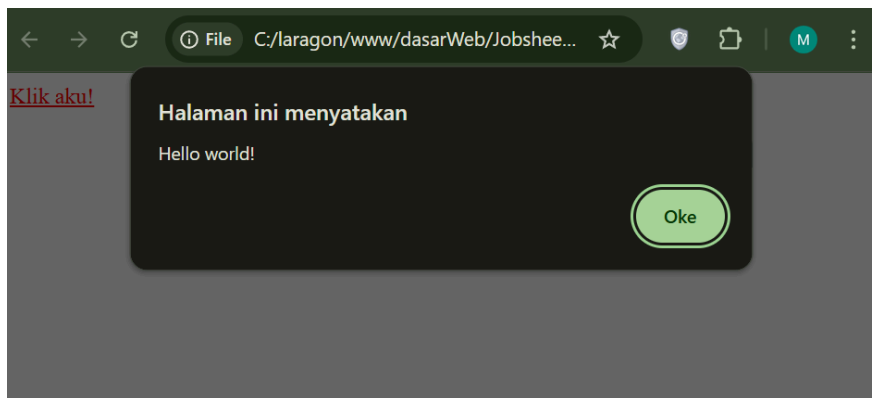 File C:/laragon/www/dasarWeb/Jobshee...
M
Klik aku!
Halaman ini menyatakan
Hello world!
Oke